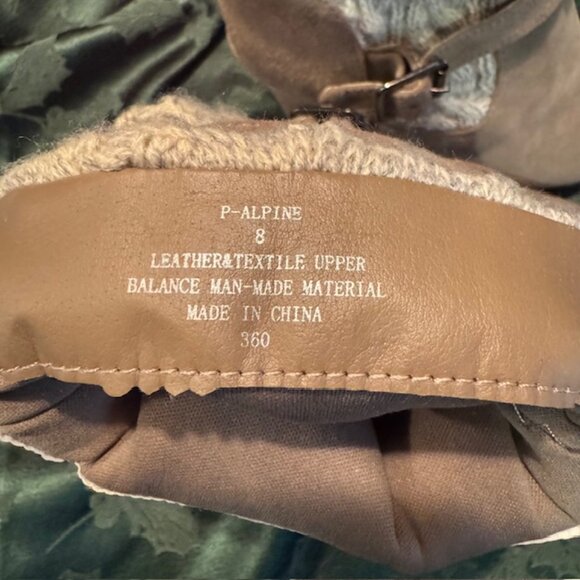 P-ALPINE
8
LEATHER&TEXTILE UPPER
BALANCE MAN-MADE MATERIAL
MADE IN CHINA
360